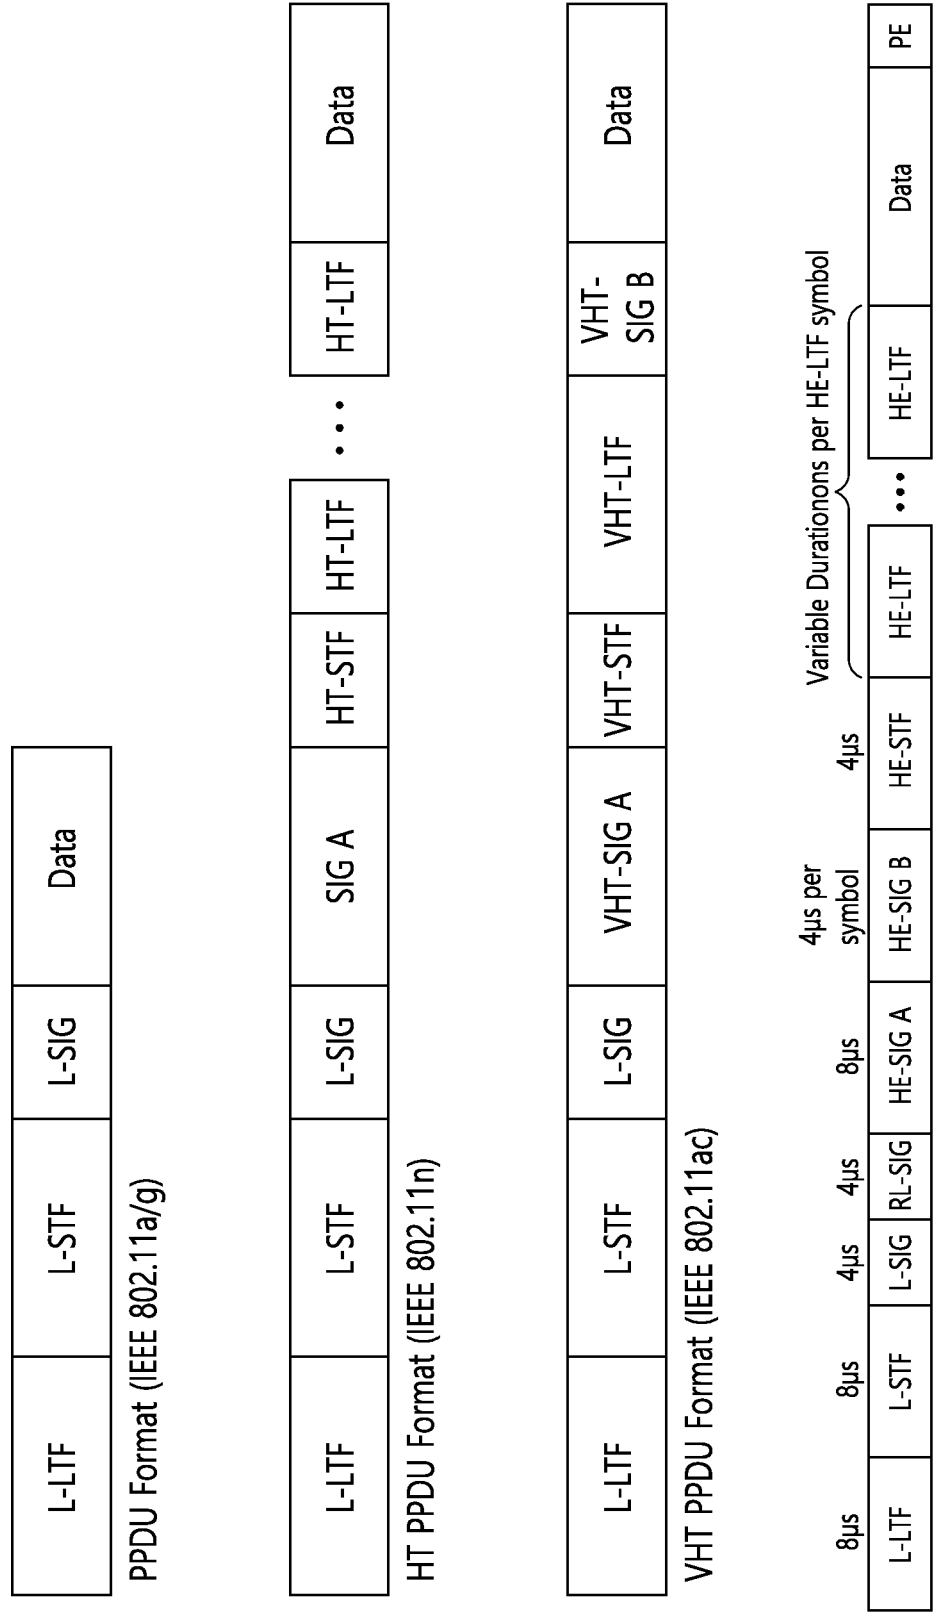 L-LTF
L-STF
L-SIG
Data
PPDU Format (IEEE 802.11a/g)
L-LTF
L-STF
L-SIG
SIG A
HT-STF
HT-LTF
•••
HT-LTF
Data
HT PPDU Format (IEEE 802.11n)
L-LTF
L-STF
L-SIG
VHT-SIG A
VHT-STF
VHT-LTF
VHT-
SIG B
Data
VHT PPDU Format (IEEE 802.11ac)
Variable Durationons per HE-LTF symbol
8µs
8µs
4µs
4µs
8µs
4µs per
symbol
4µs
L-LTF
L-STF
L-SIG
RL-SIG
HE-SIG A
HE-SIG B
HE-STF
HE-LTF
•••
HE-LTF
Data
PE